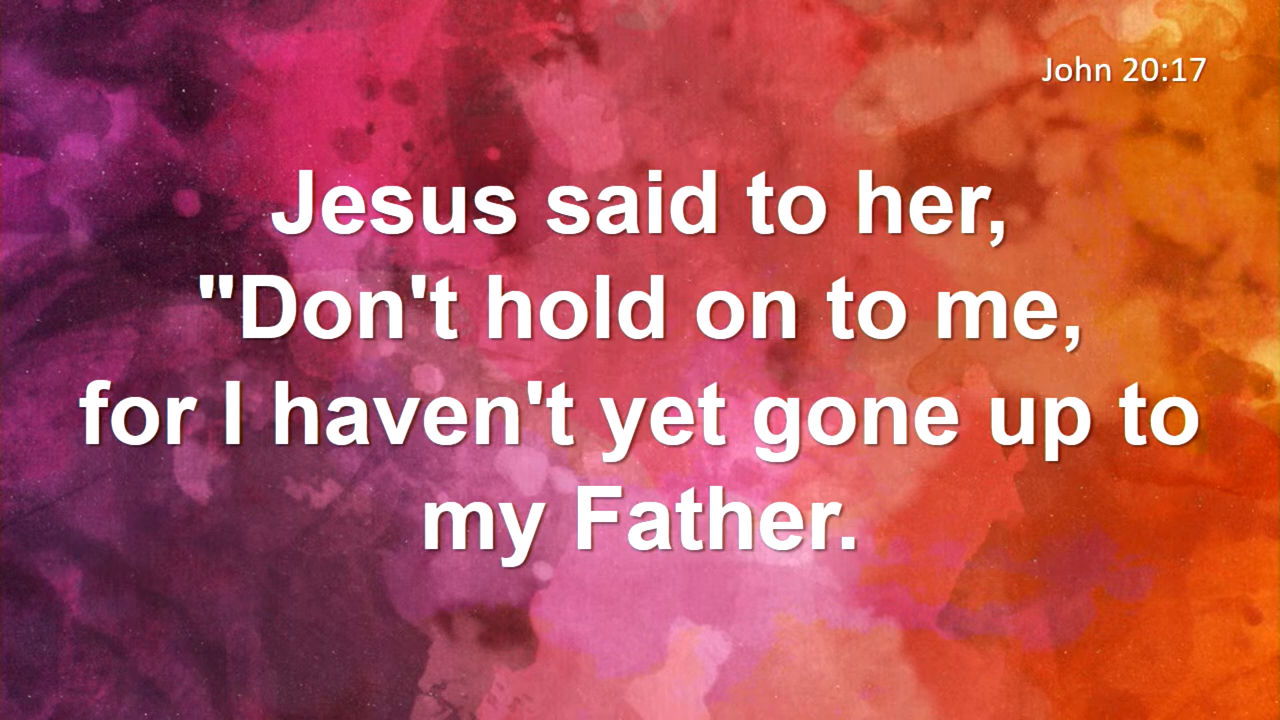 John 20:17
Jesus said to her,
"Don't hold on to me,
for I haven't yet gone up to
my Father.